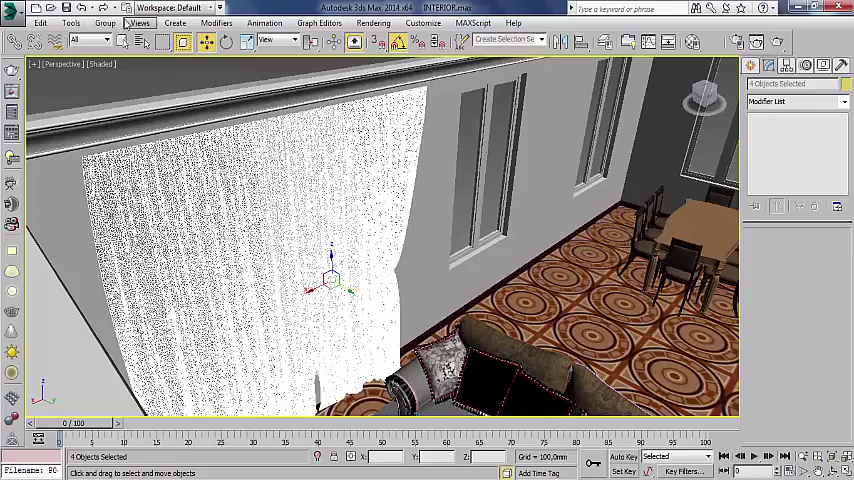 Workspace: Default
Autodesk 3ds Max 2014 x64 INTERIOR.max
Type a keyword or phrase
Edit Tools Group Views Create Modifiers Animation Graph Editors Rendering Customize MAXScript Help
All View Create Selection Se
[+] [Perspective] [Shaded]
4 Objects Selected
Modifier List
z
x
y
z
x
0 / 100
0 5 10 15 20 25 30 35 40 45 50 55 60 65 70 75 80 85 90 95 100
4 Objects Selected X: Y: Z: Grid = 100,0mm Auto Key Selected
Filename: PO Click and drag to select and move objects Add Time Tag Set Key Key Filters... 0